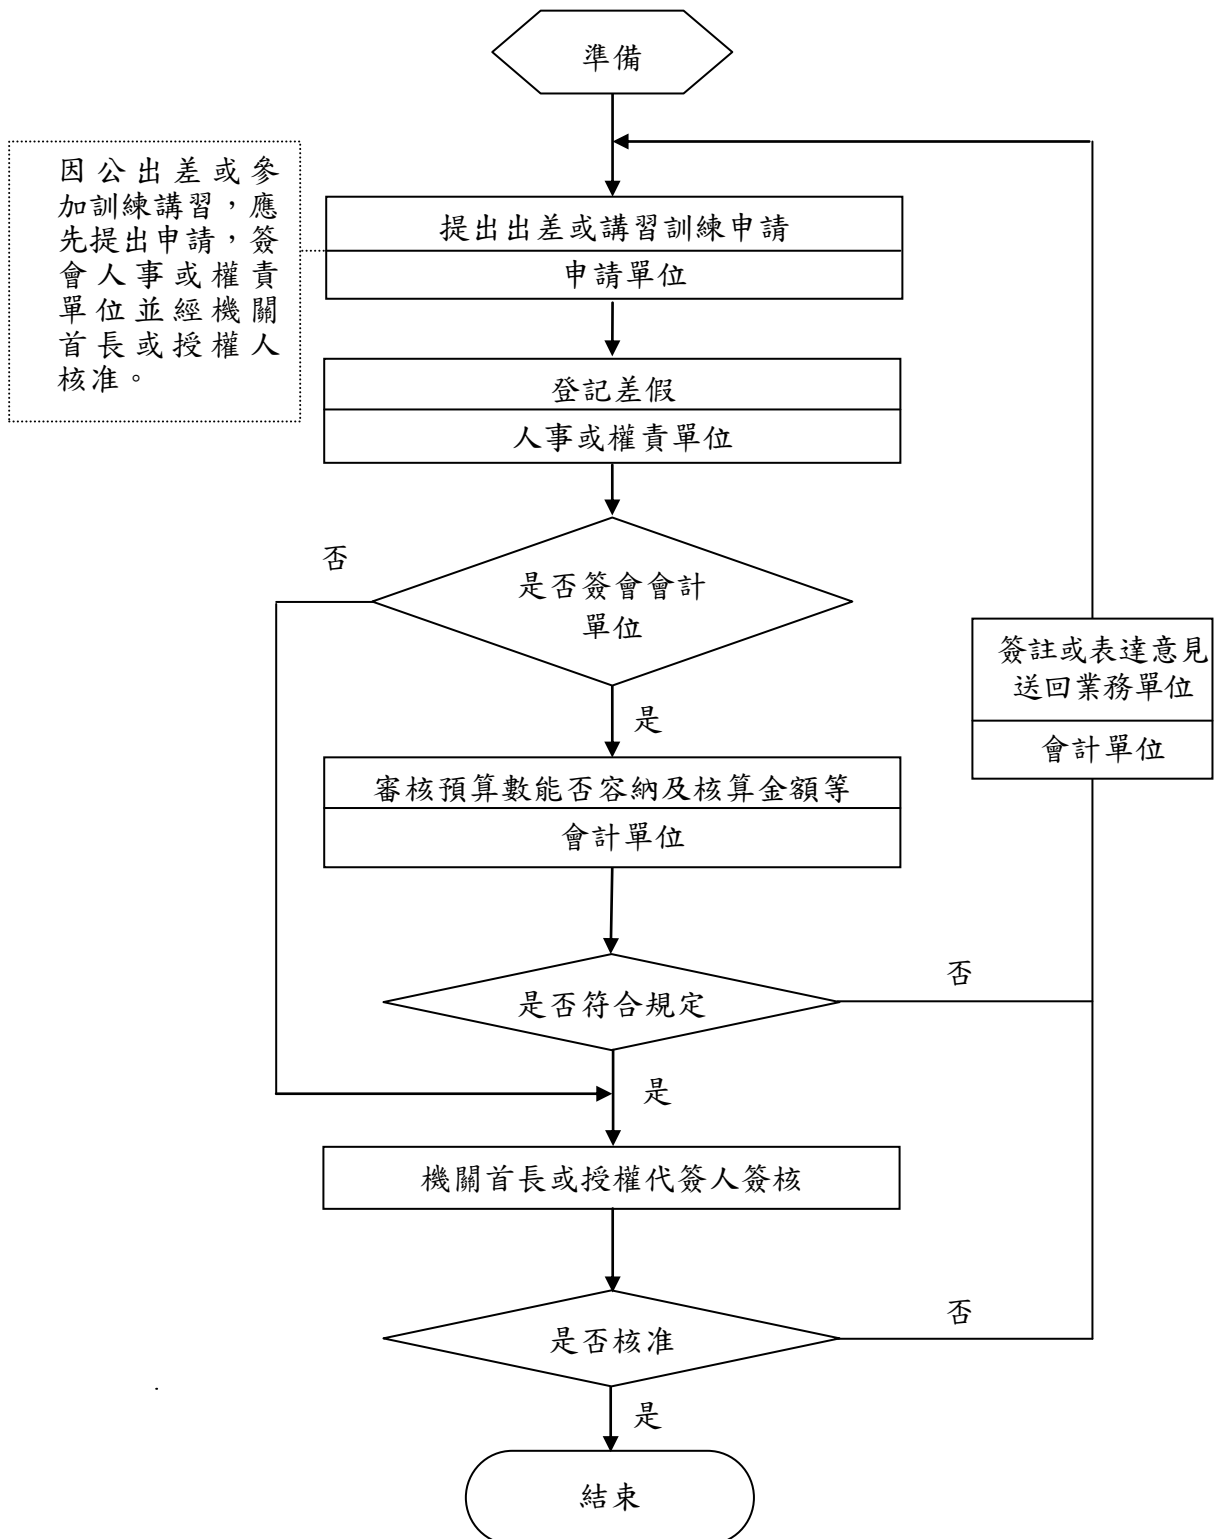 準備
因公出差或參
加訓練講習，應
先提出申請，簽
會人事或權責
單位並經機關
首長或授權人
核准。
提出出差或講習訓練申請
申請單位
登記差假
人事或權責單位
否
是否簽會會計
單位
是
簽註或表達意見
送回業務單位
會計單位
審核預算數能否容納及核算金額等
會計單位
是否符合規定
否
是
機關首長或授權代簽人簽核
是否核准
否
是
結束